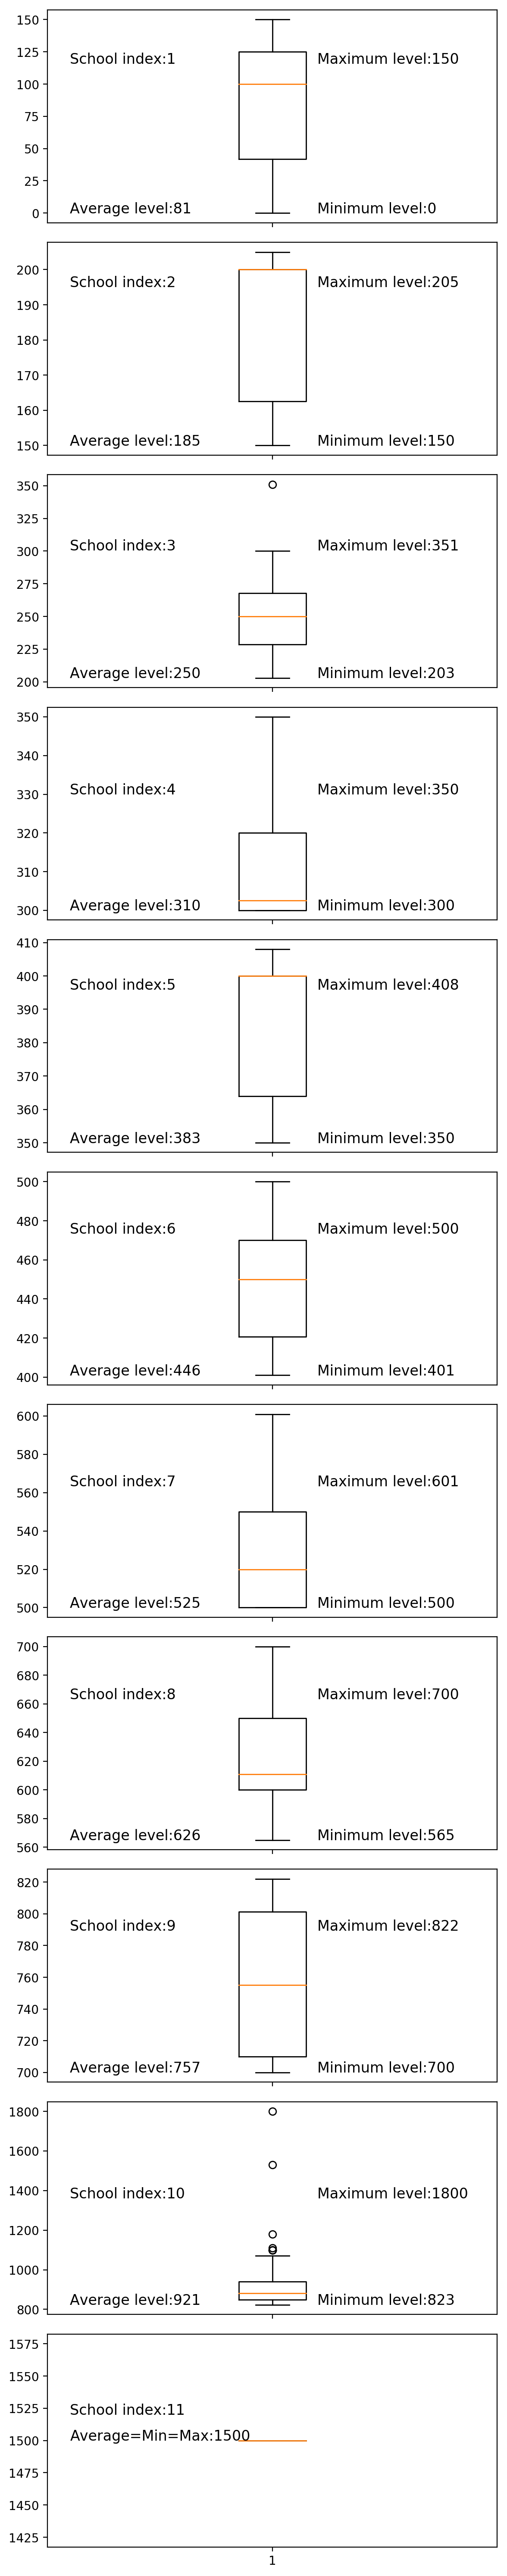 150
125
100
75
50
25
0
School index:1
Maximum level:150
Average level:81
Minimum level:0
200
190
180
170
160
150
School index:2
Maximum level:205
Average level:185
Minimum level:150
350
325
300
275
250
225
200
School index:3
Maximum level:351
Average level:250
Minimum level:203
350
340
330
320
310
300
School index:4
Maximum level:350
Average level:310
Minimum level:300
410
400
390
380
370
360
350
School index:5
Maximum level:408
Average level:383
Minimum level:350
500
480
460
440
420
400
School index:6
Maximum level:500
Average level:446
Minimum level:401
600
580
560
540
520
500
School index:7
Maximum level:601
Average level:525
Minimum level:500
700
680
660
640
620
600
580
560
School index:8
Maximum level:700
Average level:626
Minimum level:565
820
800
780
760
740
720
700
School index:9
Maximum level:822
Average level:757
Minimum level:700
1800
1600
1400
1200
1000
800
School index:10
Maximum level:1800
Average level:921
Minimum level:823
1575
1550
1525
1500
1475
1450
1425
School index:11
Average=Min=Max:1500
1